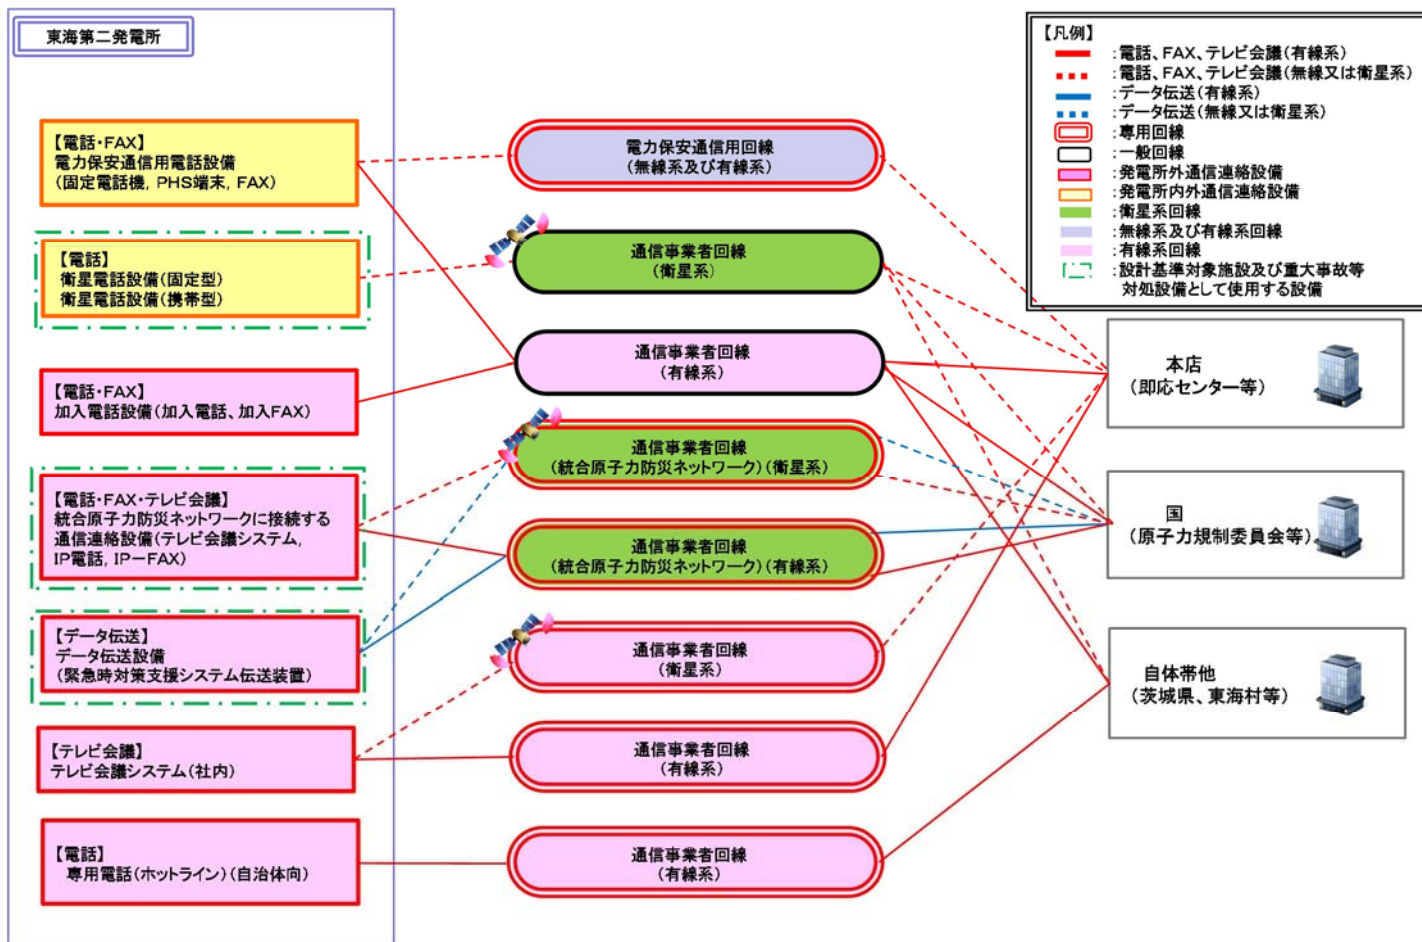 東海第二発電所
【電話・FAX】
電力保安通信用電話設備
(固定電話機, PHS端末, FAX)
【電話】
衛星電話設備(固定型)
衛星電話設備(携帯型)
【電話・FAX】
加入電話設備(加入電話、加入FAX)
【電話・FAX・テレビ会議】
統合原子力防災ネットワークに接続する
通信連絡設備(テレビ会議システム,
IP電話, IP－FAX)
【データ伝送】
データ伝送設備
(緊急時対策支援システム伝送装置)
【テレビ会議】
テレビ会議システム(社内)
【電話】
専用電話(ホットライン)(自治体向)
電力保安通信用回線
(無線系及び有線系)
通信事業者回線
(衛星系)
通信事業者回線
(有線系)
通信事業者回線
(統合原子力防災ネットワーク)(衛星系)
通信事業者回線
(統合原子力防災ネットワーク)(有線系)
通信事業者回線
(衛星系)
通信事業者回線
(有線系)
通信事業者回線
(有線系)
【凡例】
:電話、FAX、テレビ会議(有線系)
:電話、FAX、テレビ会議(無線又は衛星系)
:データ伝送(有線系)
:データ伝送(無線又は衛星系)
:専用回線
:一般回線
:発電所外通信連絡設備
:発電所内外通信連絡設備
:衛星系回線
:無線系及び有線系回線
:有線系回線
:設計基準対象施設及び重大事故等
対処設備として使用する設備
本店
(即応センター等)
国
(原子力規制委員会等)
自体帯他
(茨城県、東海村等)